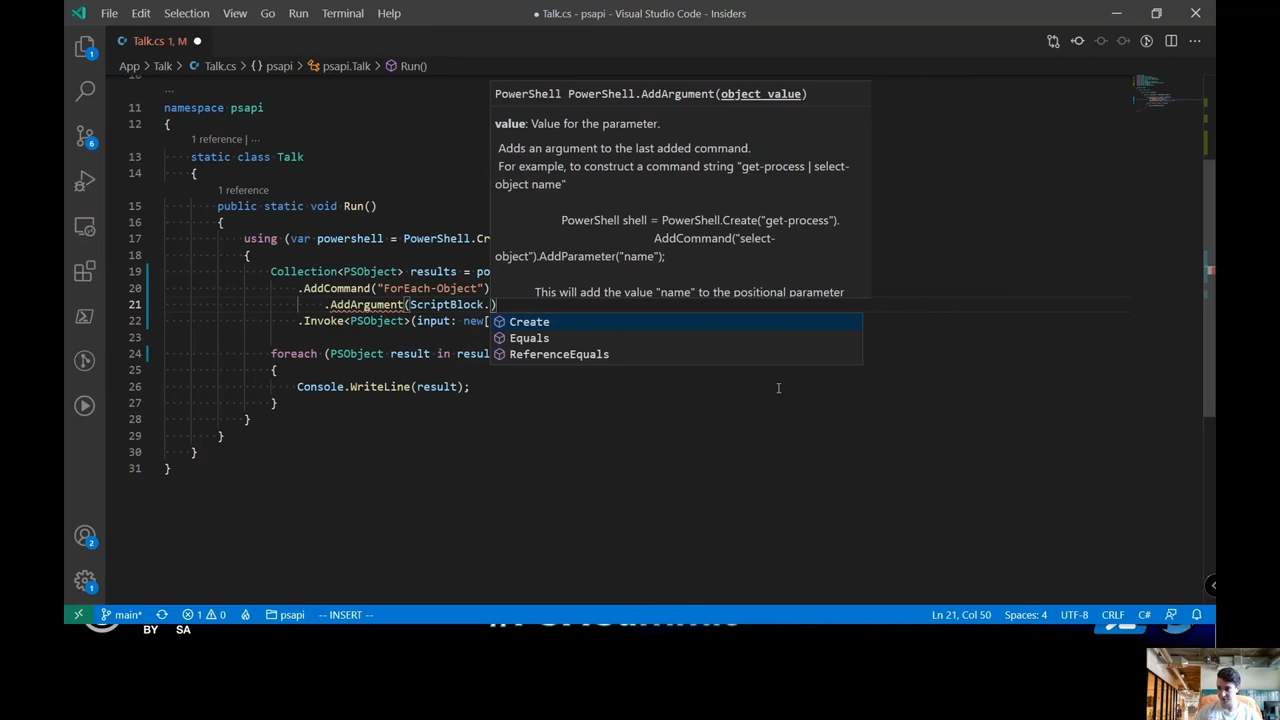 File Edit Selection View Go Run Terminal Help
● Talk.cs - psapi - Visual Studio Code - Insiders
Talk.cs 1, M ●
App > Talk > Talk.cs > {} psapi > psapi.Talk > Run()
...
11 namespace psapi
12 {
1 reference | ...
13 static class Talk
14 {
1 reference
15 public static void Run()
16 {
17 using (var powershell = PowerShell.Cr
18 {
19 Collection<PSObject> results = po
20 .AddCommand("ForEach-Object")
21 .AddArgument(ScriptBlock.)
22 .Invoke<PSObject>(input: new[
23
24 foreach (PSObject result in resul
25 {
26 Console.WriteLine(result);
27 }
28 }
29 }
30 }
31 }
PowerShell PowerShell.AddArgument(object value)
value: Value for the parameter.
Adds an argument to the last added command.
For example, to construct a command string "get-process | select-
object name"
PowerShell shell = PowerShell.Create("get-process").
AddCommand("select-
object").AddParameter("name");
This will add the value "name" to the positional parameter
Create
Equals
ReferenceEquals
1
6
2
1
main* 1 0 psapi -- INSERT --
Ln 21, Col 50 Spaces: 4 UTF-8 CRLF C#
BY SA